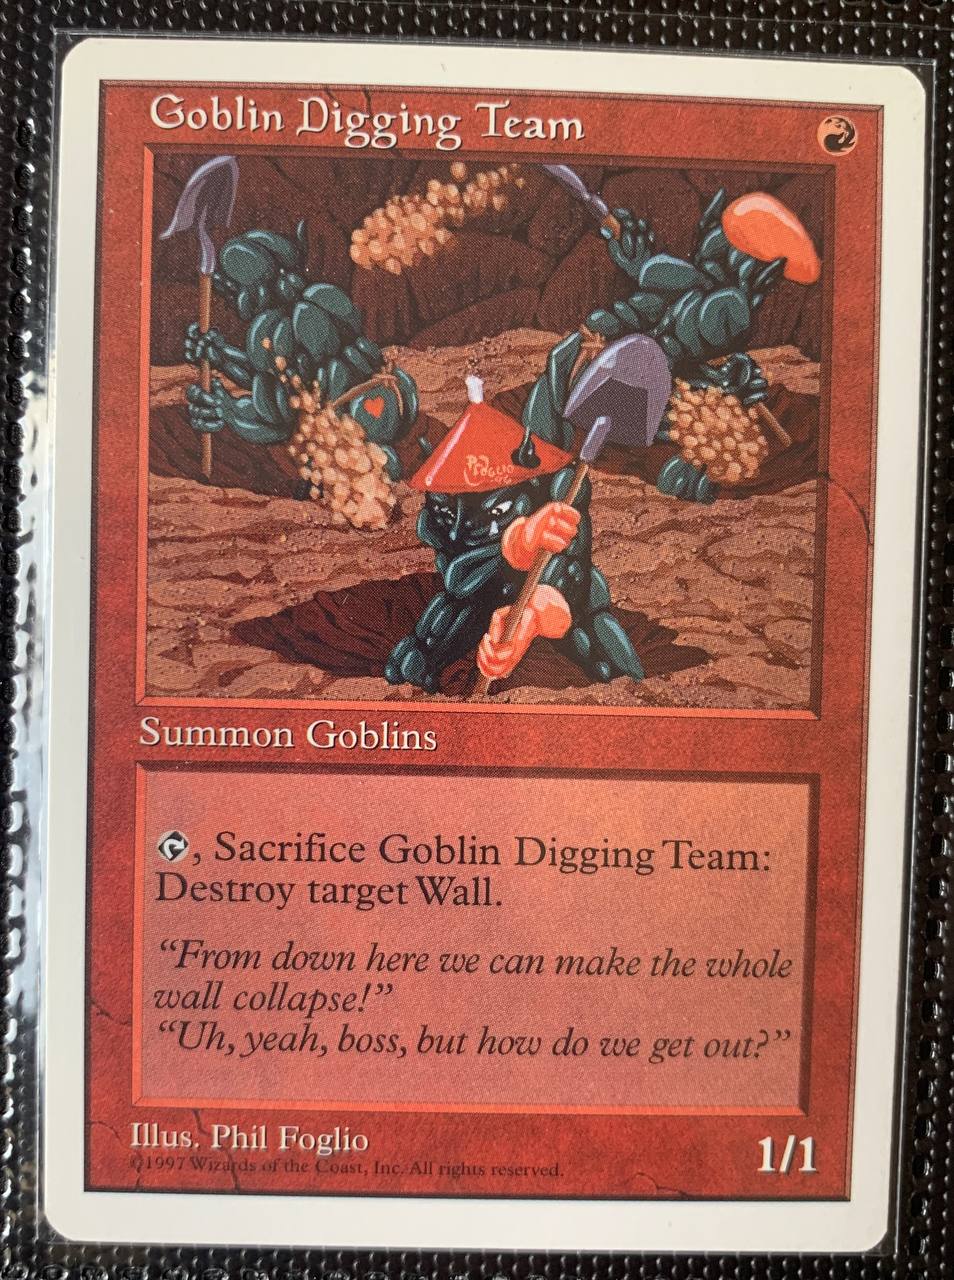 Goblin Digging Team
PJ
FOGLIO
Summon Goblins
, Sacrifice Goblin Digging Team:
Destroy target Wall.
“From down here we can make the whole
wall collapse!”
“Uh, yeah, boss, but how do we get out?”
Illus. Phil Foglio
1/1
©1997 Wizards of the Coast, Inc. All rights reserved.